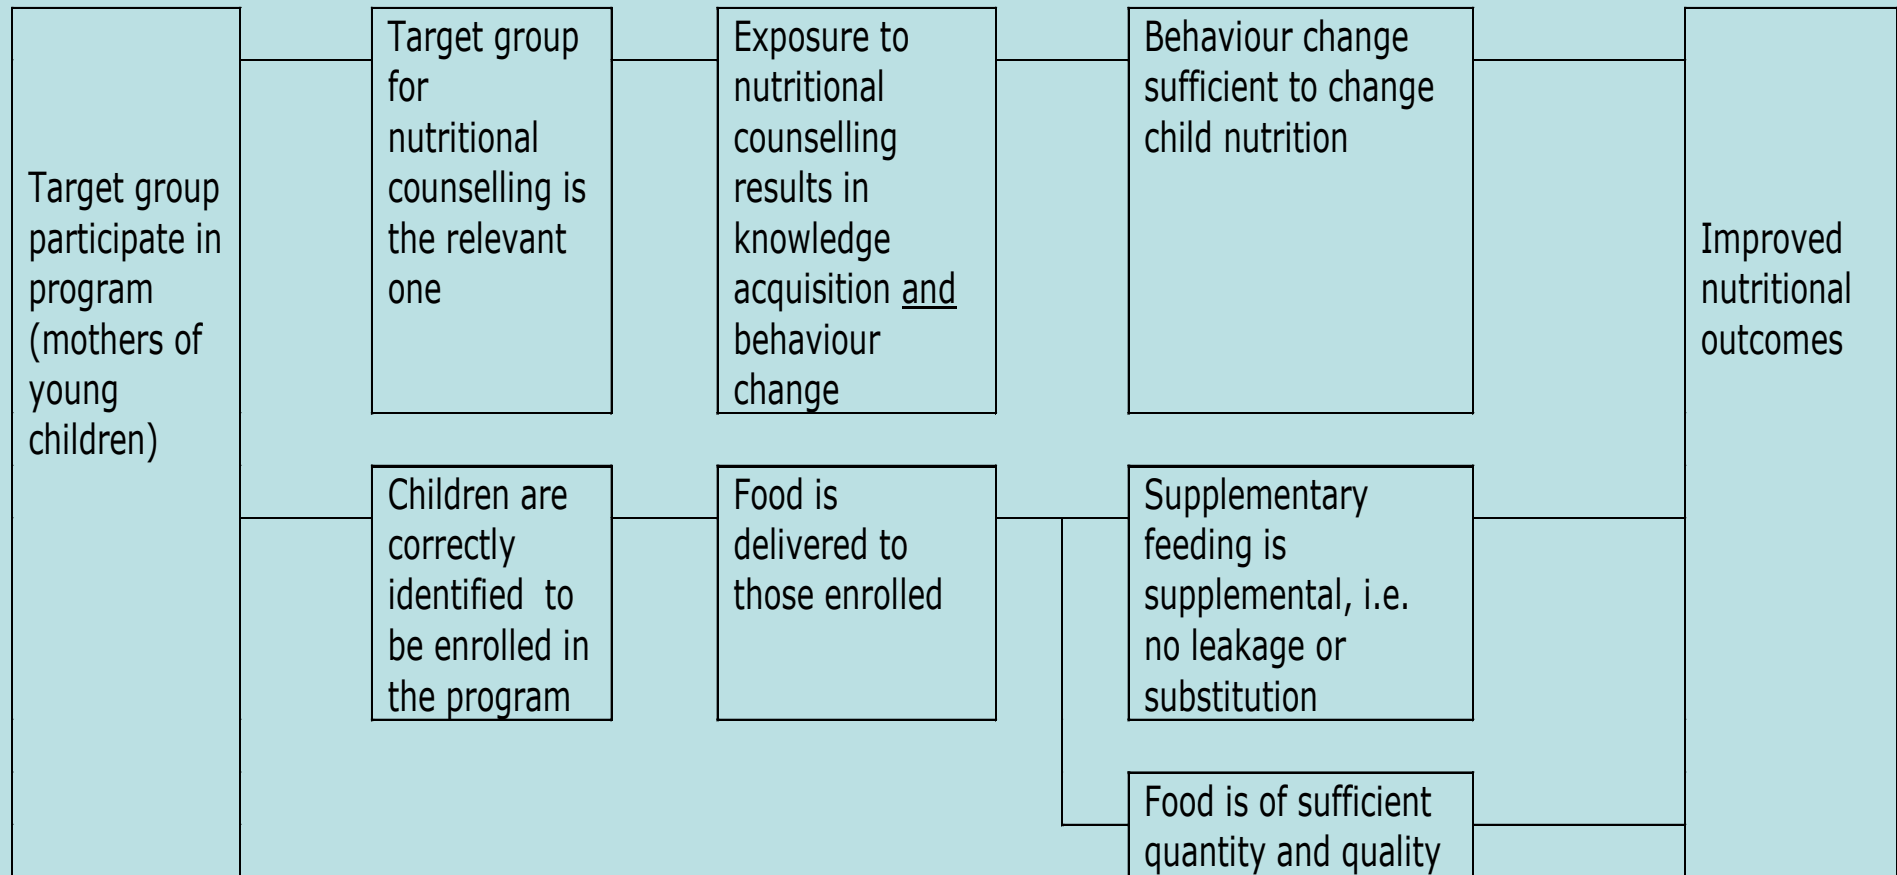 Target group
participate in
program
(mothers of
young
children)
Target group
for
nutritional
counselling is
the relevant
one
Exposure to
nutritional
counselling
results in
knowledge
acquisition and
behaviour
change
Behaviour change
sufficient to change
child nutrition
Children are
correctly
identified  to
be enrolled in
the program
Food is
delivered to
those enrolled
Supplementary
feeding is
supplemental, i.e.
no leakage or
substitution
Food is of sufficient
quantity and quality
Improved
nutritional
outcomes